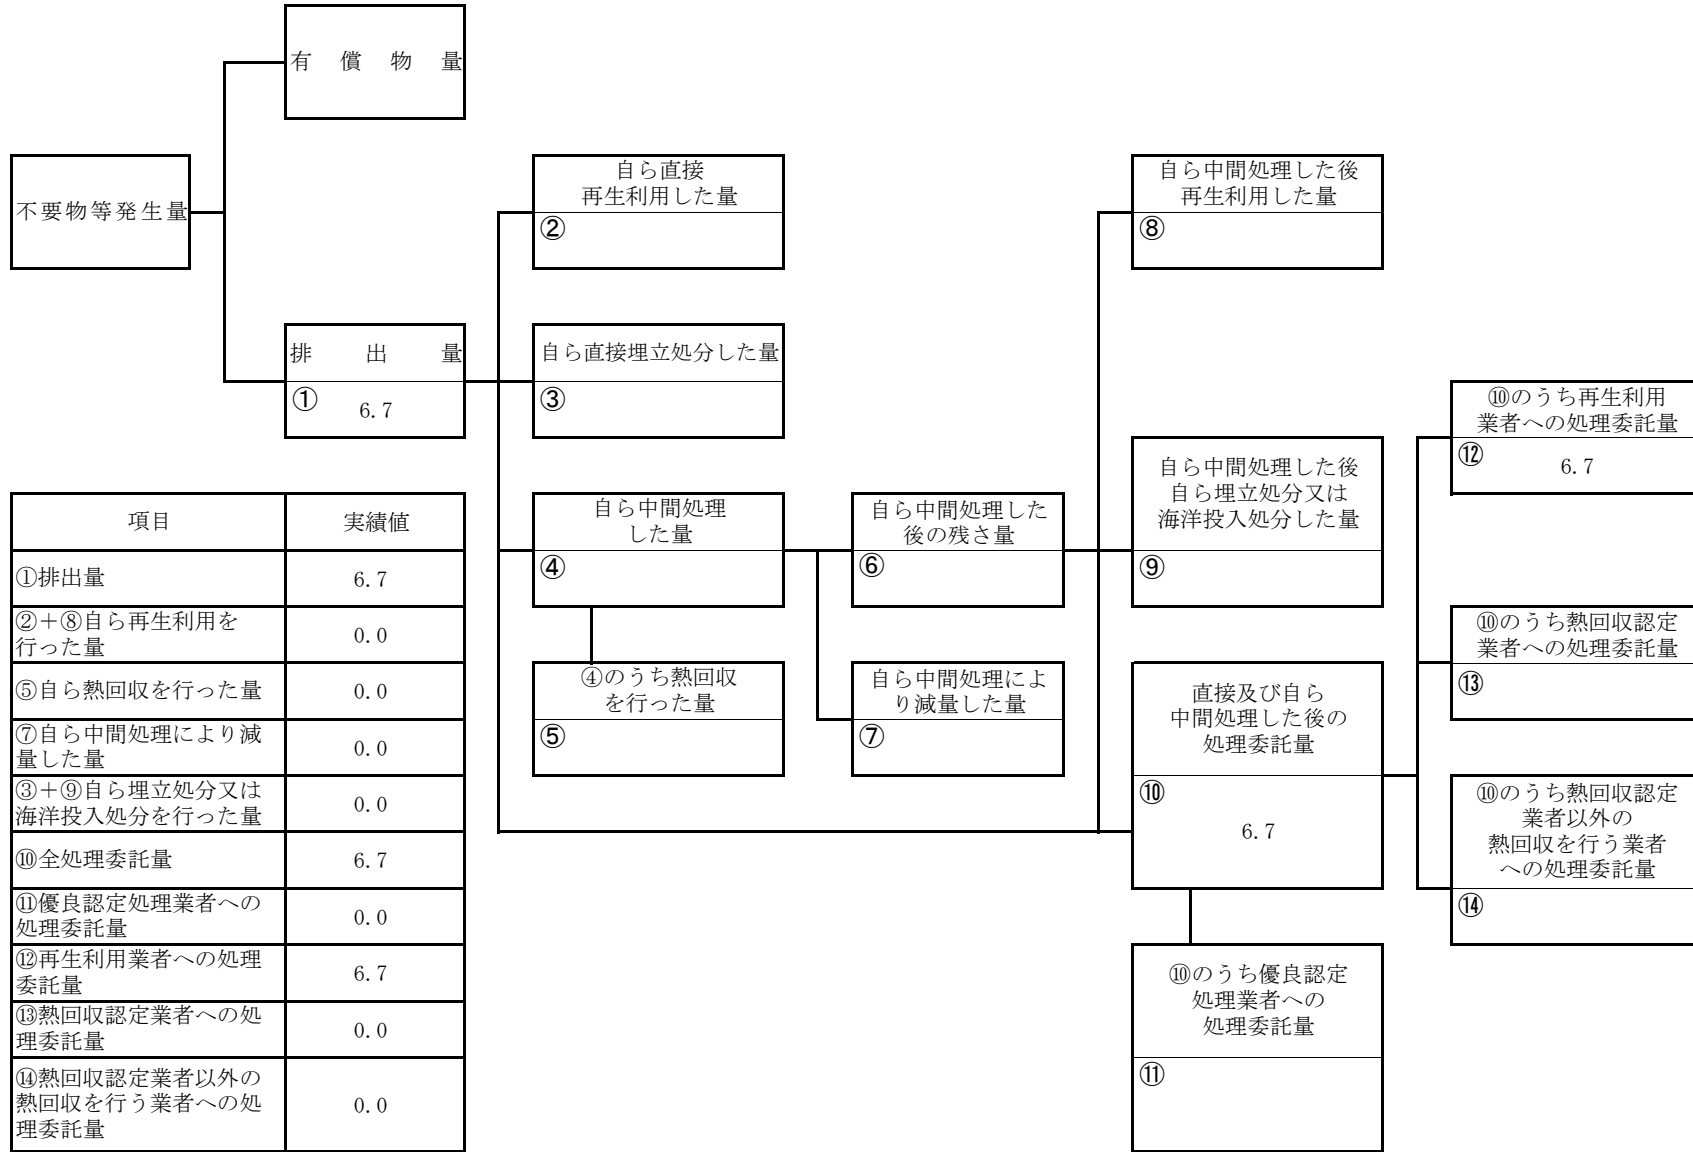 有償物量
不要物等発生量
自ら直接
再生利用した量
②
自ら中間処理した後
再生利用した量
⑧
排出量
① 6.7
自ら直接埋立処分した量
③
⑩のうち再生利用
業者への処理委託量
⑫ 6.7
自ら中間処理
した量
④
自ら中間処理した
後の残さ量
⑥
自ら中間処理した後
自ら埋立処分又は
海洋投入処分した量
⑨
④のうち熱回収
を行った量
⑤
自ら中間処理によ
り減量した量
⑦
直接及び自ら
中間処理した後の
処理委託量
⑩
6.7
⑩のうち熱回収認定
業者への処理委託量
⑬
⑩のうち熱回収認定
業者以外の
熱回収を行う業者
への処理委託量
⑭
⑩のうち優良認定
処理業者への
処理委託量
⑪
項目 実績値
①排出量 6.7
②＋⑧自ら再生利用を
行った量 0.0
⑤自ら熱回収を行った量 0.0
⑦自ら中間処理により減
量した量 0.0
③＋⑨自ら埋立処分又は
海洋投入処分を行った量 0.0
⑩全処理委託量 6.7
⑪優良認定処理業者への
処理委託量 0.0
⑫再生利用業者への処理
委託量 6.7
⑬熱回収認定業者への処
理委託量 0.0
⑭熱回収認定業者以外の
熱回収を行う業者への処
理委託量 0.0